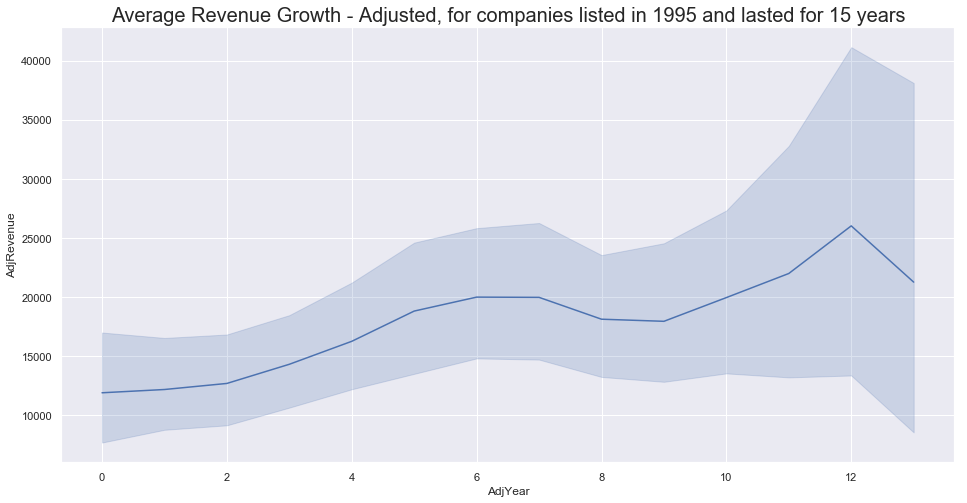 Average Revenue Growth - Adjusted, for companies listed in 1995 and lasted for 15 years
40000
35000
30000
25000
20000
15000
10000
AdjRevenue
0 2 4 6 8 10 12
AdjYear